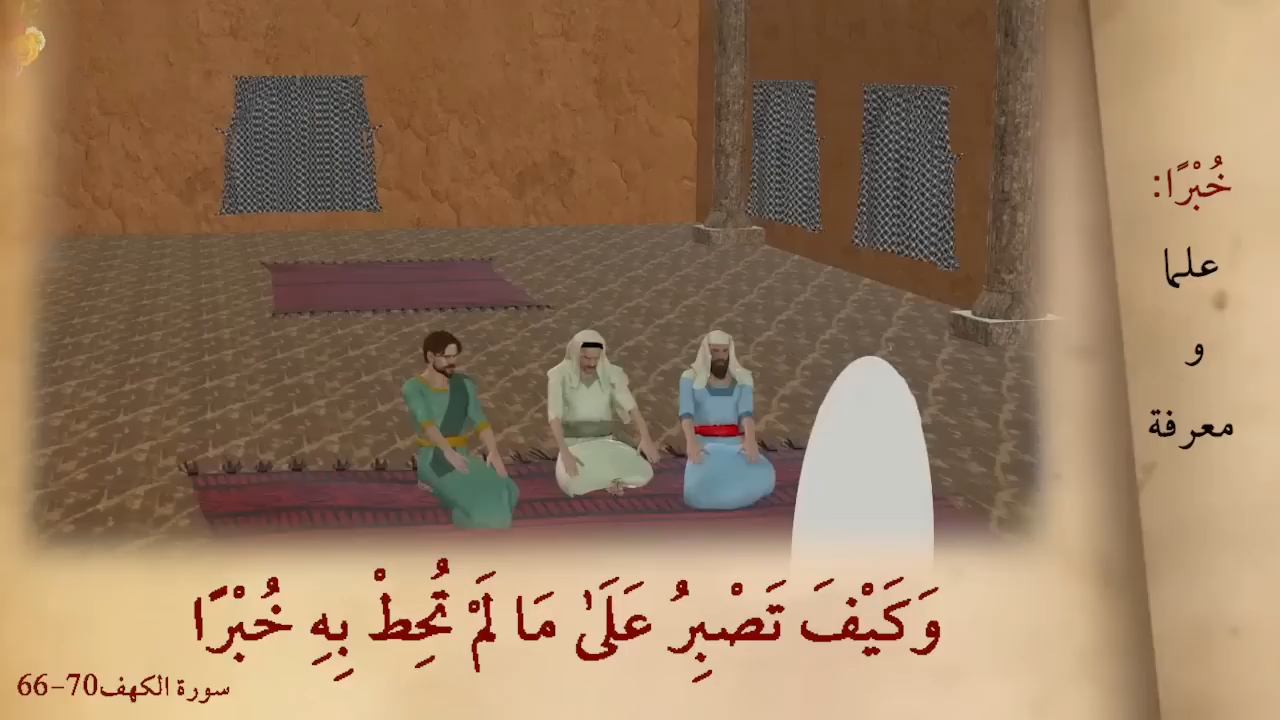 خُبْرًا:
علما
و
معرفة
وَكَيْفَ تَصْبِرُ عَلَىٰ مَا لَمْ تُحِطْ بِهِ خُبْرًا
سورة الكهف70-66